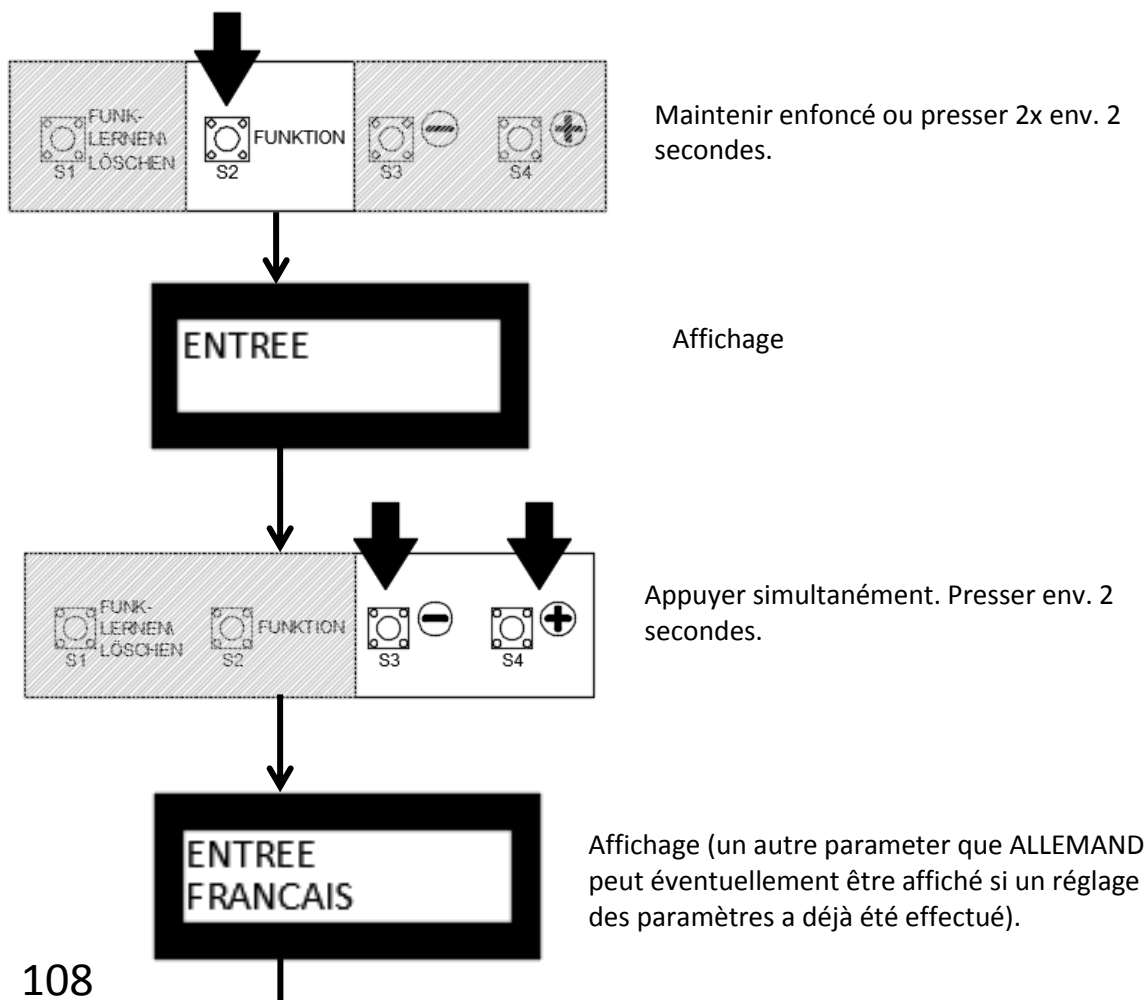 FUNK-
LERNEN\
LÖSCHEN
S1
FUNKTION
S2
S3
S4
Maintenir enfoncé ou presser 2x env. 2
secondes.
ENTREE
Affichage
FUNK-
LERNEN\
LÖSCHEN
S1
FUNKTION
S2
S3
S4
Appuyer simultanément. Presser env. 2
secondes.
ENTREE
FRANCAIS
Affichage (un autre parameter que ALLEMAND
peut éventuellement être affiché si un réglage
des paramètres a déjà été effectué).
108